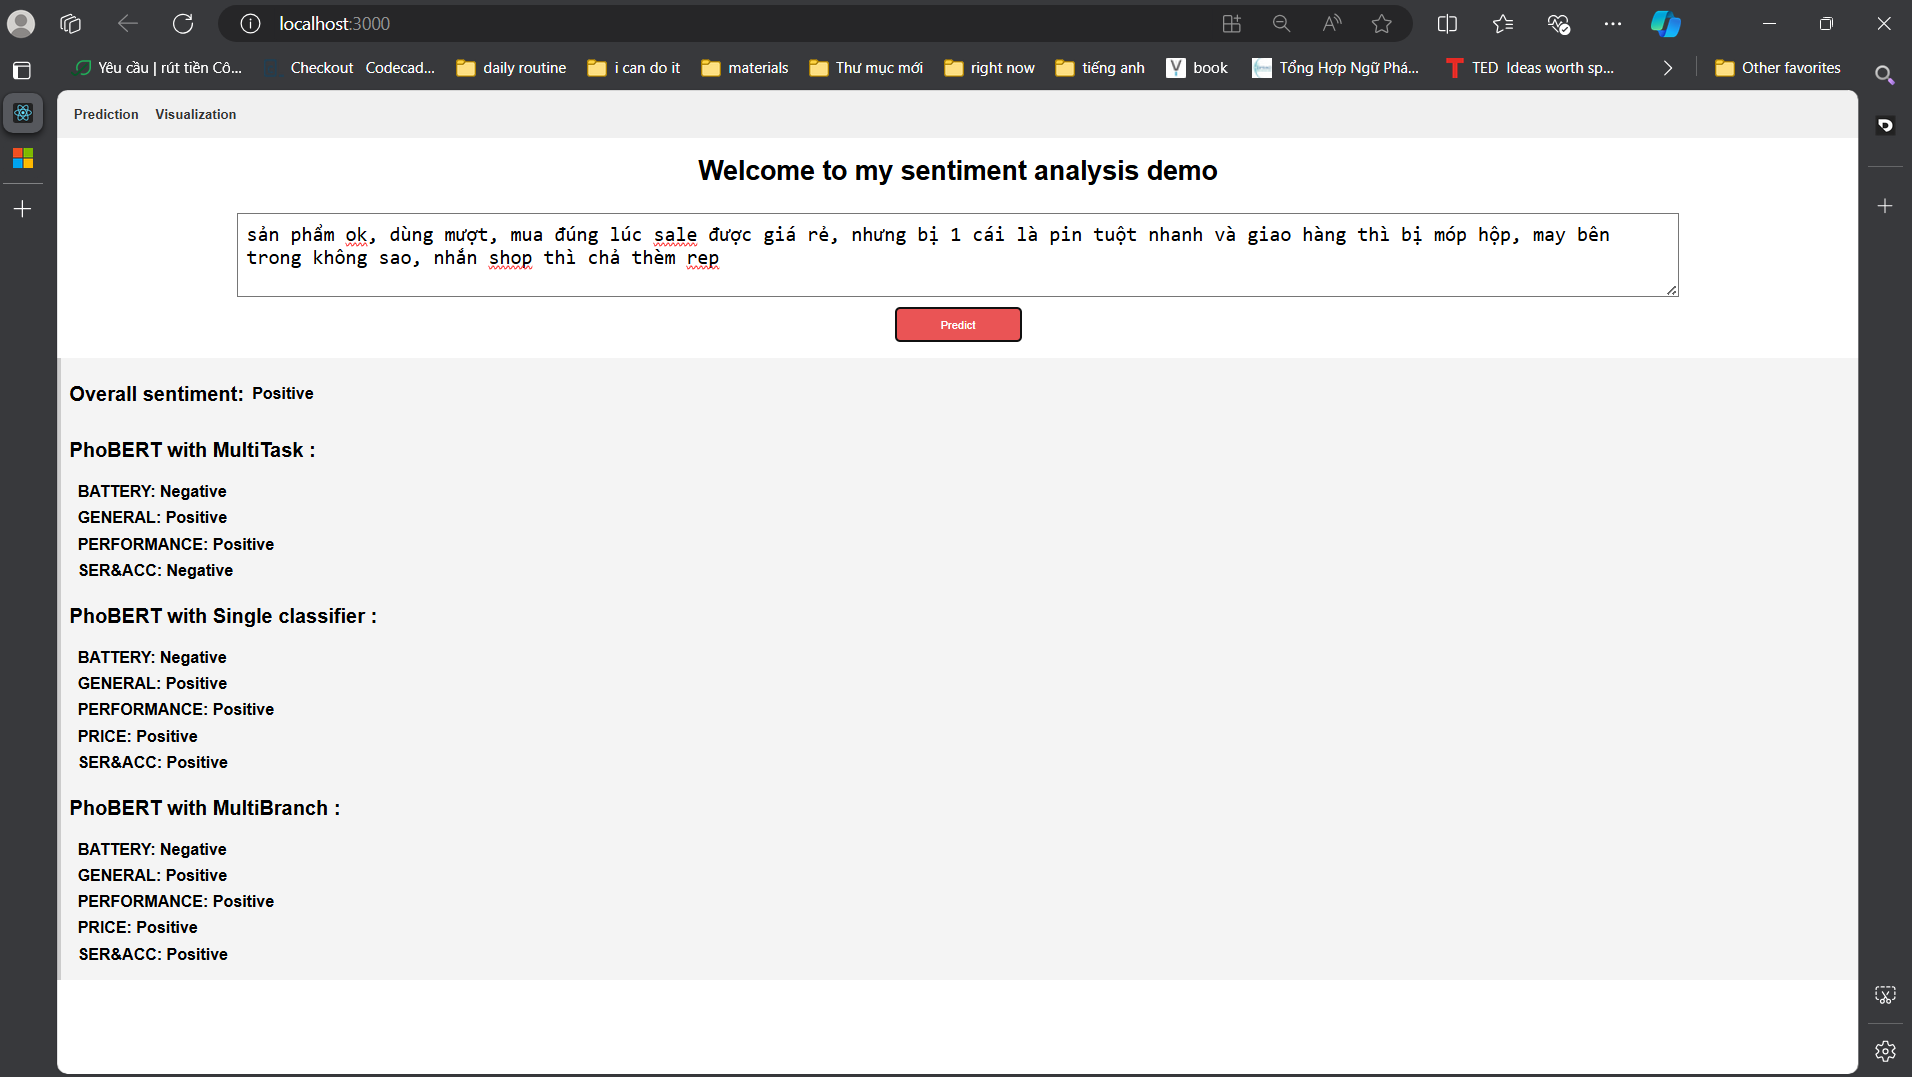 localhost:3000
Yêu cầu | rút tiền Cô... Checkout Codecad... daily routine i can do it materials Thư mục mới right now tiếng anh book Tổng Hợp Ngữ Phá... TED Ideas worth sp... Other favorites
Prediction Visualization
Welcome to my sentiment analysis demo
sản phẩm ok, dùng mượt, mua đúng lúc sale được giá rẻ, nhưng bị 1 cái là pin tuột nhanh và giao hàng thì bị móp hộp, may bên
trong không sao, nhắn shop thì chả thèm rep
Predict
Overall sentiment: Positive
PhoBERT with MultiTask :
BATTERY: Negative
GENERAL: Positive
PERFORMANCE: Positive
SER&ACC: Negative
PhoBERT with Single classifier :
BATTERY: Negative
GENERAL: Positive
PERFORMANCE: Positive
PRICE: Positive
SER&ACC: Positive
PhoBERT with MultiBranch :
BATTERY: Negative
GENERAL: Positive
PERFORMANCE: Positive
PRICE: Positive
SER&ACC: Positive